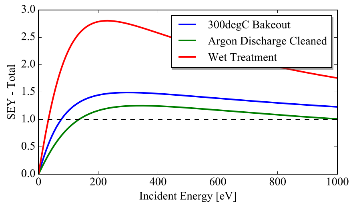 3.0
2.5
2.0
1.5
1.0
0.5
0.0
SEY - Total
300degC Bakeout
Argon Discharge Cleaned
Wet Treatment
0
200
400
600
800
1000
Incident Energy [eV]